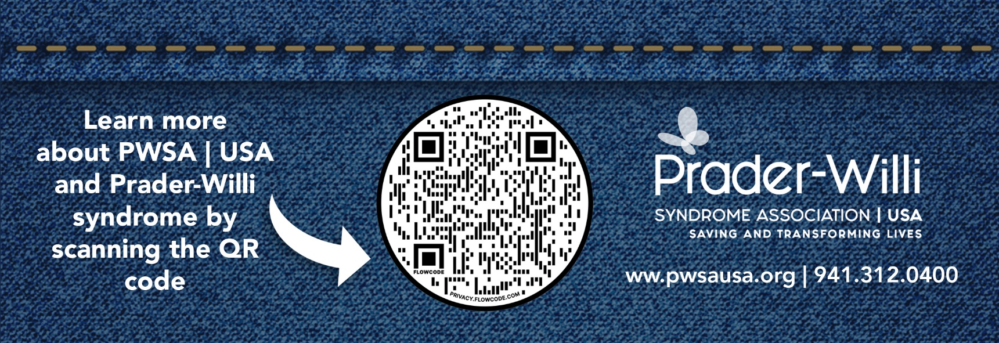 Learn more
about PWSA | USA
and Prader-Willi
syndrome by
scanning the QR
code
FLOWCODE
PRIVACY.FLOWCODE.COM
Prader-Willi
SYNDROME ASSOCIATION | USA
SAVING AND TRANSFORMING LIVES
ww.pwsausa.org | 941.312.0400